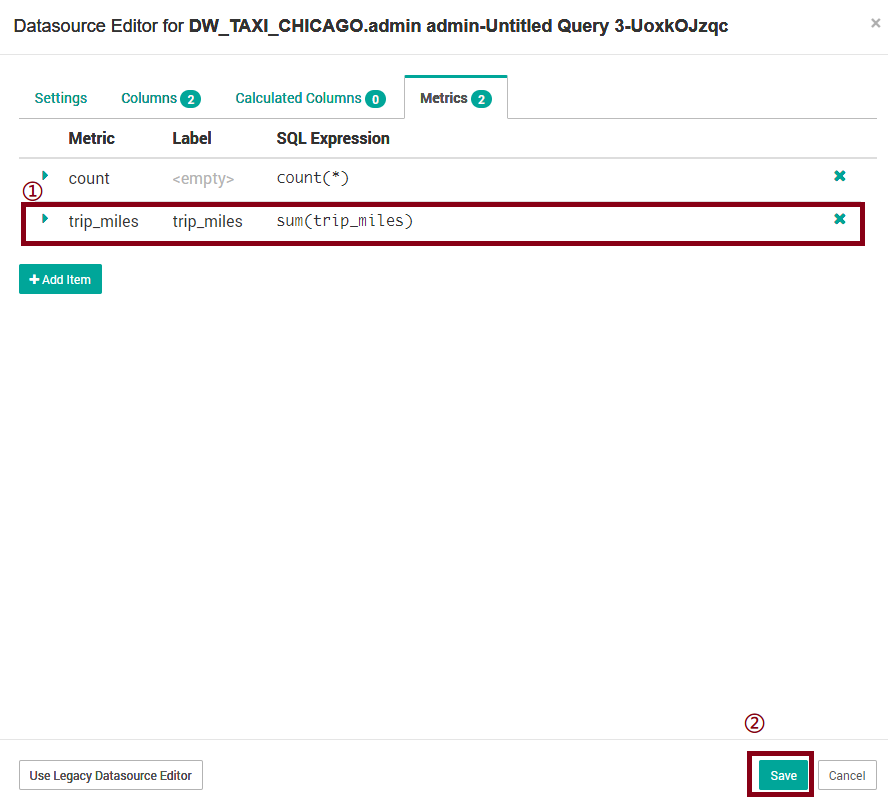 Datasource Editor for DW_TAXI_CHICAGO.admin admin-Untitled Query 3-UoxkOJzqc ×
Settings Columns 2 Calculated Columns 0 Metrics 2
Metric Label SQL Expression
count <empty> count(*)
①
trip_miles trip_miles sum(trip_miles)
+ Add Item
②
Use Legacy Datasource Editor Save Cancel